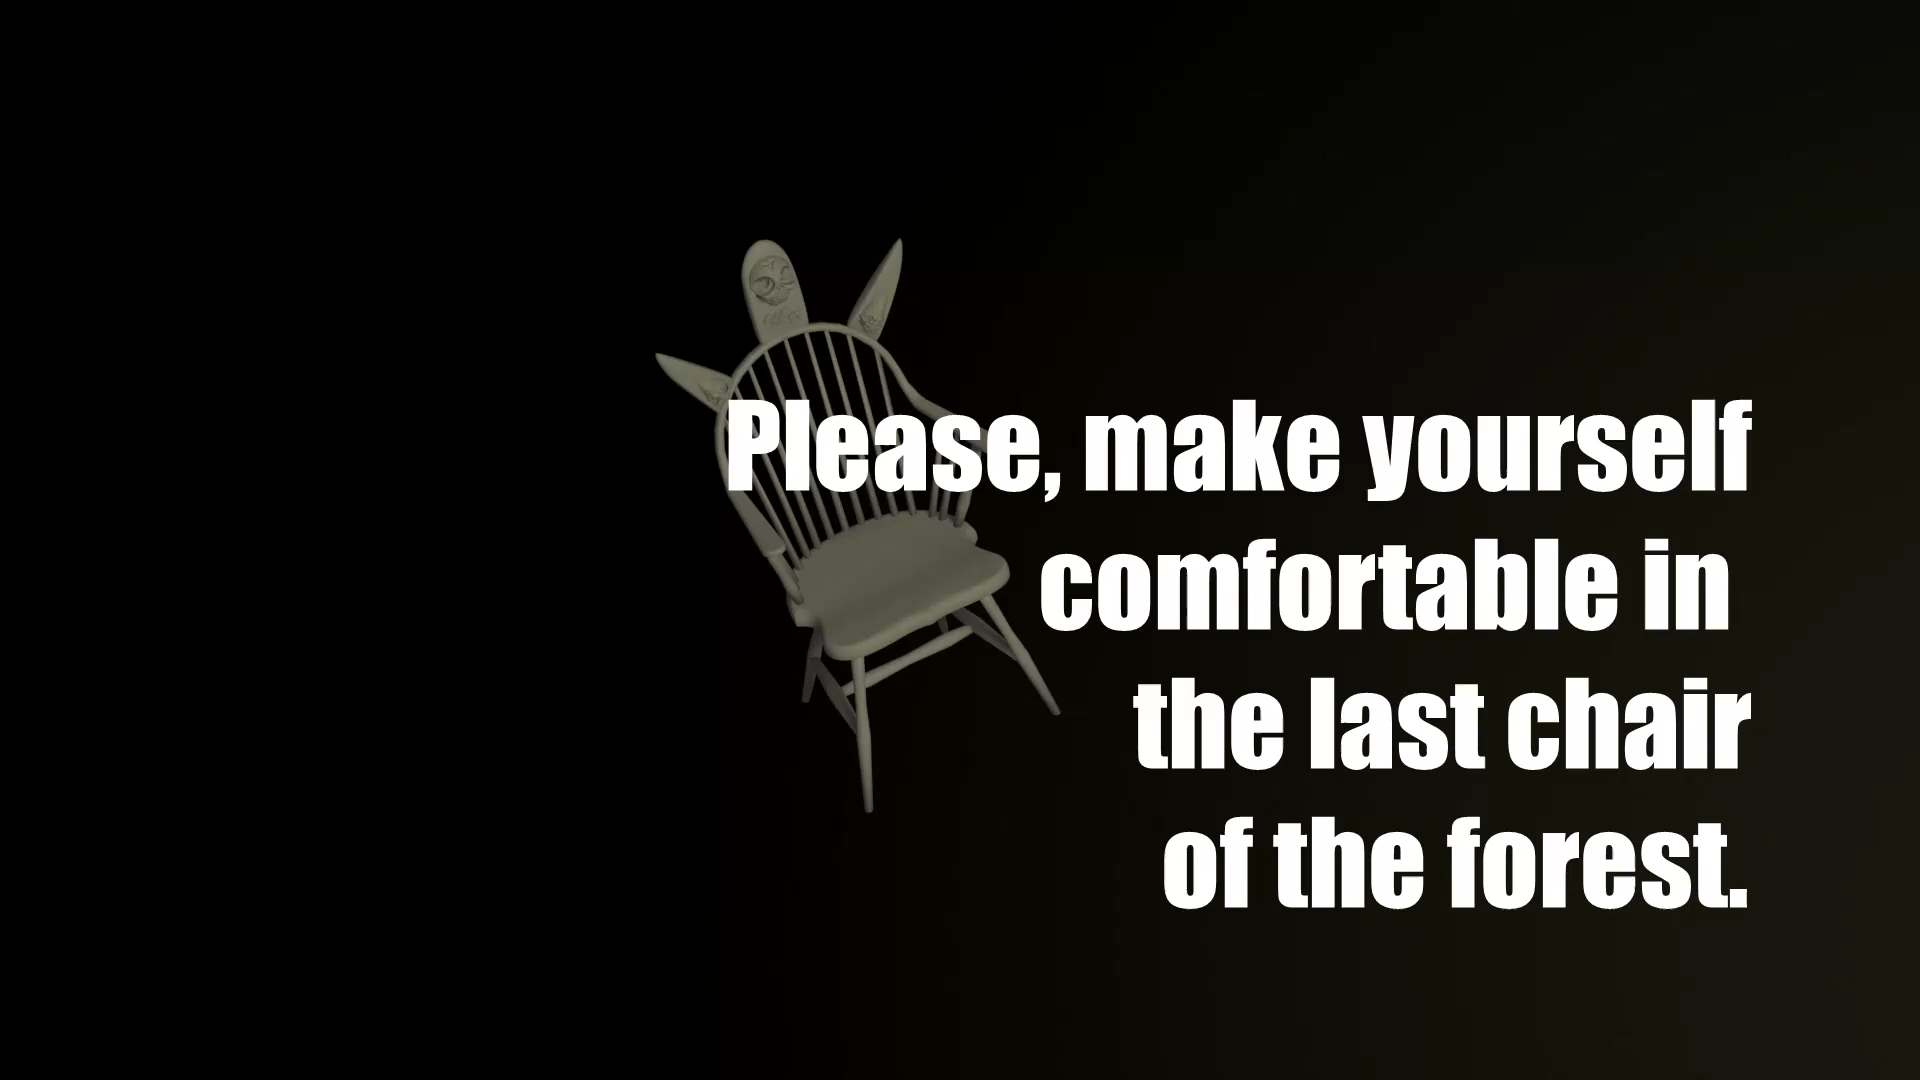 Please, make yourself
comfortable in
the last chair
of the forest.